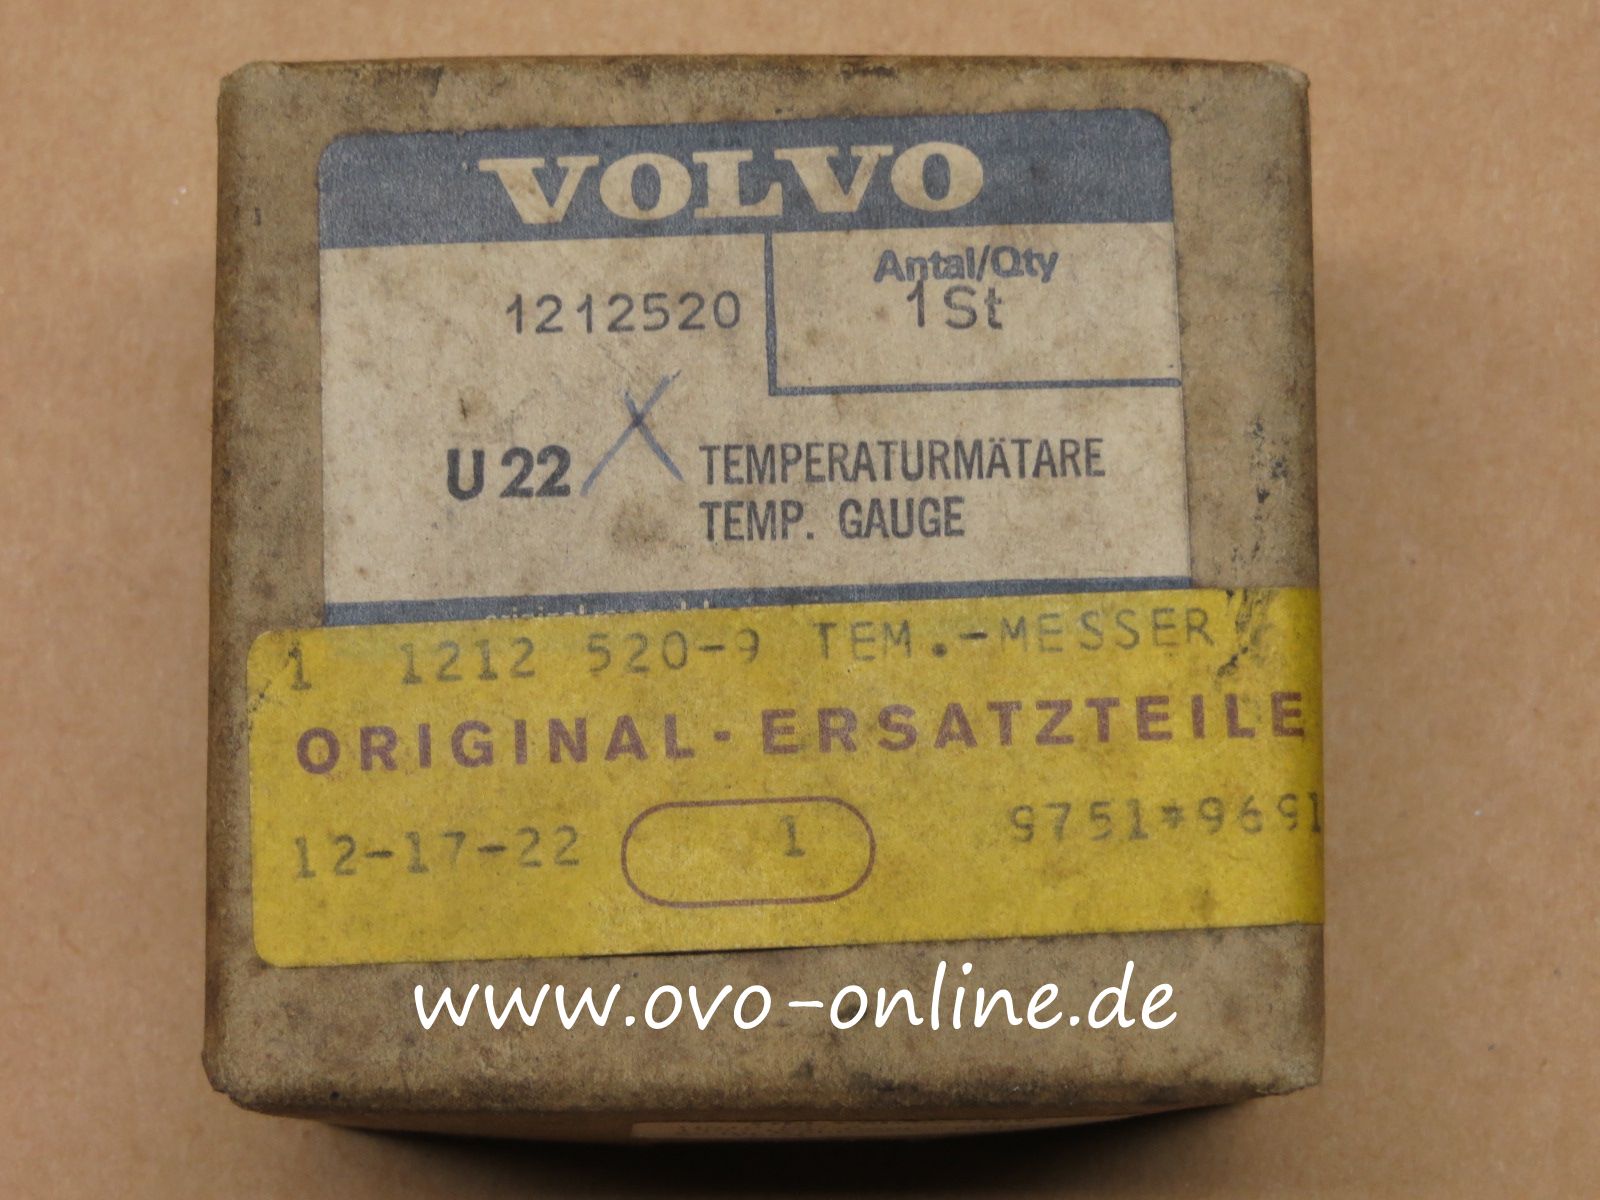 VOLVO
Antal/Qty
1212520
1St
U22
TEMPERATURMÄTARE
TEMP. GAUGE
1 1212 520-9 TEM.-MESSER
ORIGINAL-ERSATZTEILE
12-17-22 1 9751*9691
www.ovo-online.de